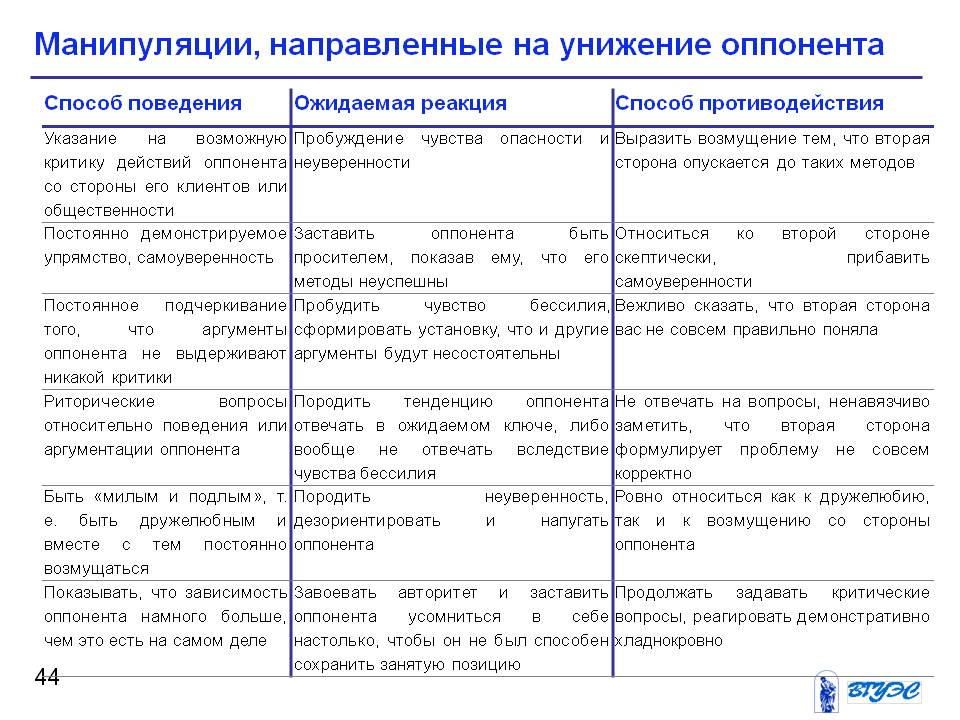 Манипуляции, направленные на унижение оппонента
Способ поведения
Ожидаемая реакция
Способ противодействия
Указание на возможную
критику действий оппонента
со стороны его клиентов или
общественности
Пробуждение чувства опасности и
неуверенности
Выразить возмущение тем, что вторая
сторона опускается до таких методов
Постоянно демонстрируемое
упрямство, самоуверенность
Заставить оппонента быть
просителем, показав ему, что его
методы неуспешны
Относиться ко второй стороне
скептически, прибавить
самоуверенности
Постоянное подчеркивание
того, что аргументы
оппонента не выдерживают
никакой критики
Пробудить чувство бессилия,
сформировать установку, что и другие
аргументы будут несостоятельны
Вежливо сказать, что вторая сторона
вас не совсем правильно поняла
Риторические вопросы
относительно поведения или
аргументации оппонента
Породить тенденцию оппонента
отвечать в ожидаемом ключе, либо
вообще не отвечать вследствие
чувства бессилия
Не отвечать на вопросы, ненавязчиво
заметить, что вторая сторона
формулирует проблему не совсем
корректно
Быть «милым и подлым», т.
е. быть дружелюбным и
вместе с тем постоянно
возмущаться
Породить неуверенность,
дезориентировать и напугать
оппонента
Ровно относиться как к дружелюбию,
так и к возмущению со стороны
оппонента
Показывать, что зависимость
оппонента намного больше,
чем это есть на самом деле
Завоевать авторитет и заставить
оппонента усомниться в себе
настолько, чтобы он не был способен
сохранить занятую позицию
Продолжать задавать критические
вопросы, реагировать демонстративно
хладнокровно
44
ВГУЭС